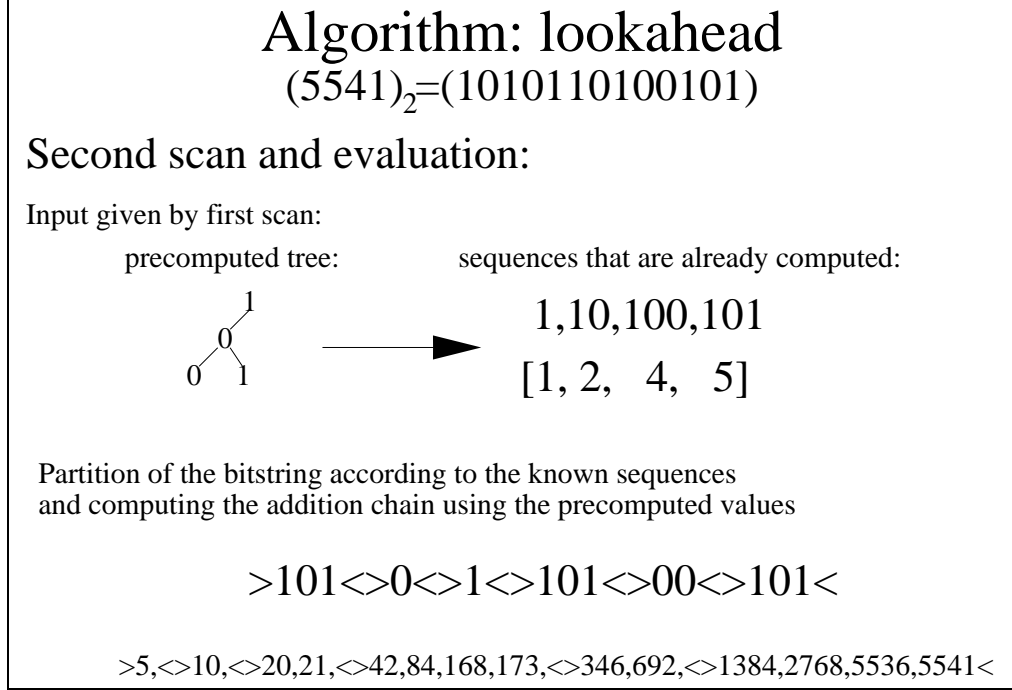 Algorithm: lookahead
(5541)₂=(1010110100101)
Second scan and evaluation:
Input given by first scan:
precomputed tree: sequences that are already computed:
1
0
0 1
1,10,100,101
[1, 2, 4, 5]
Partition of the bitstring according to the known sequences
and computing the addition chain using the precomputed values
>101<>0<>1<>101<>00<>101<
>5,<>10,<>20,21,<>42,84,168,173,<>346,692,<>1384,2768,5536,5541<